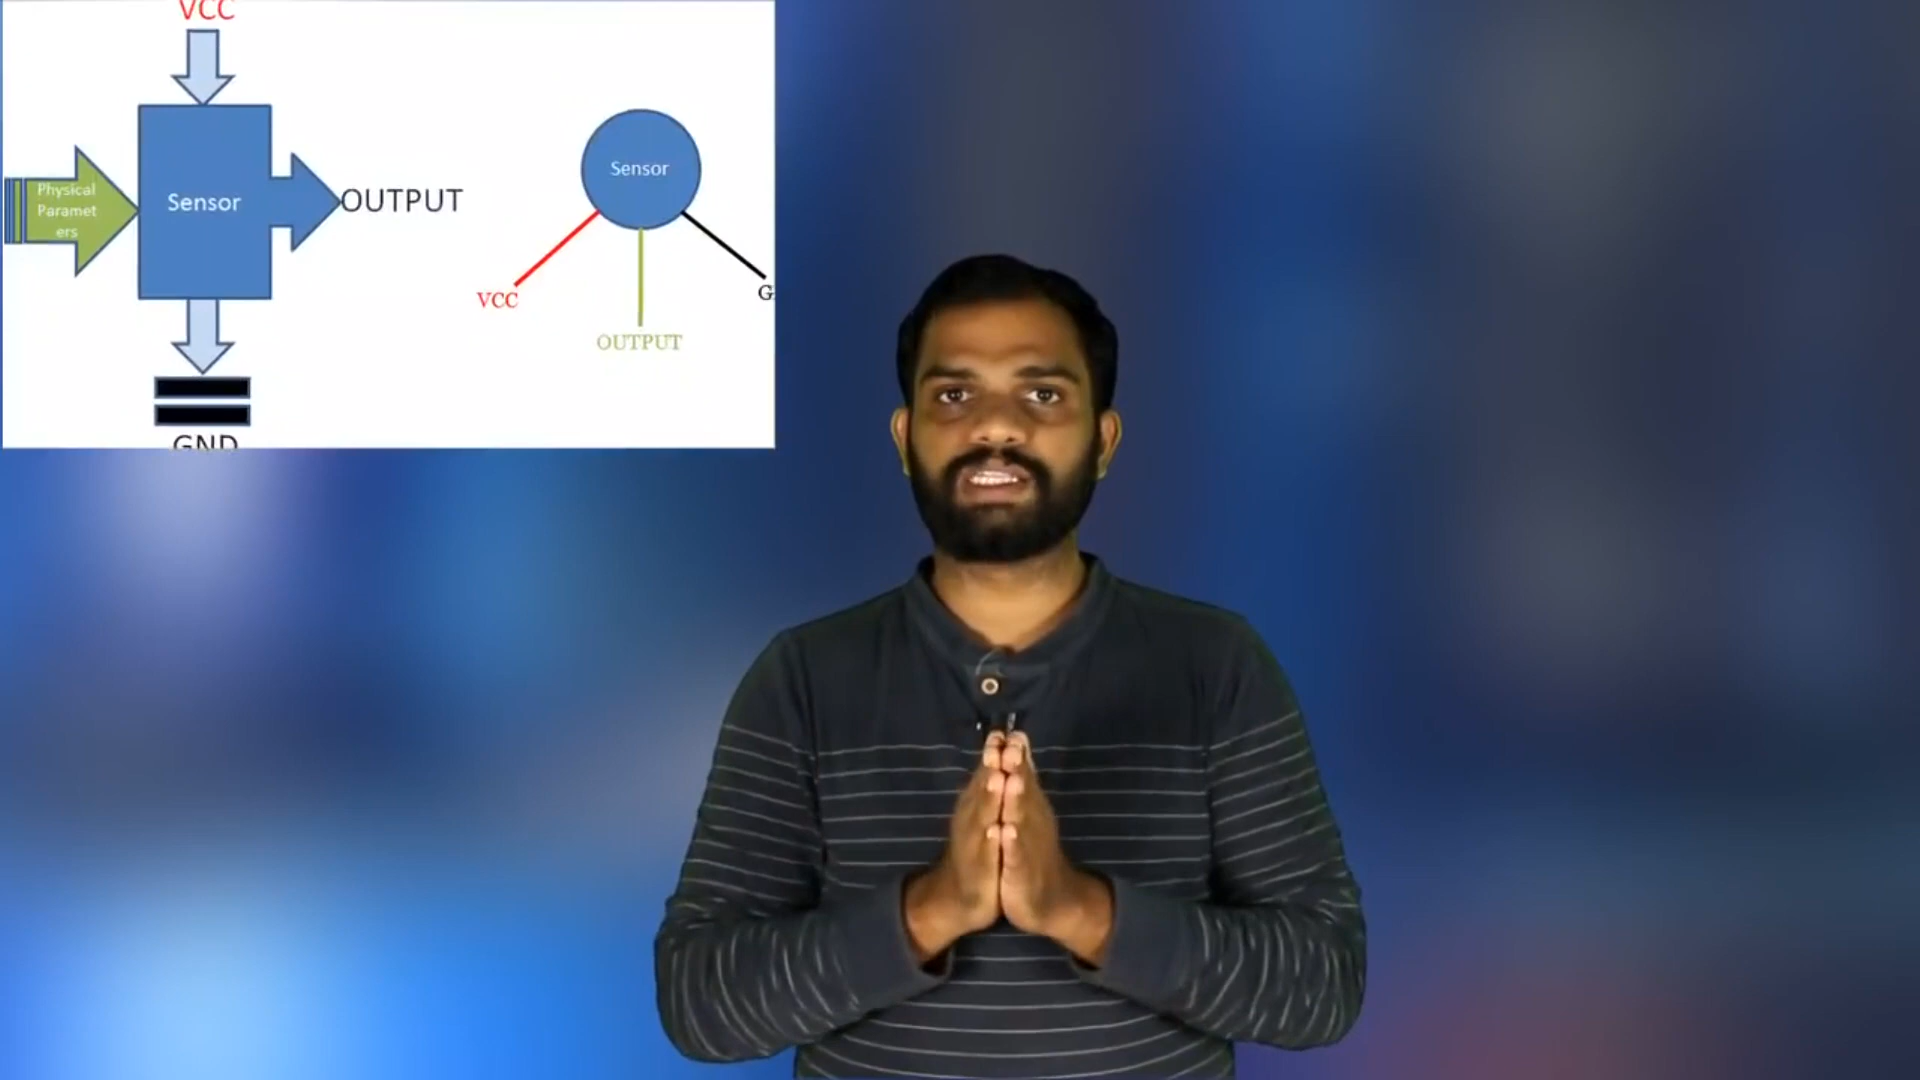 VCC
Physical
Paramet
ers
Sensor
OUTPUT
GND
Sensor
VCC
OUTPUT
G